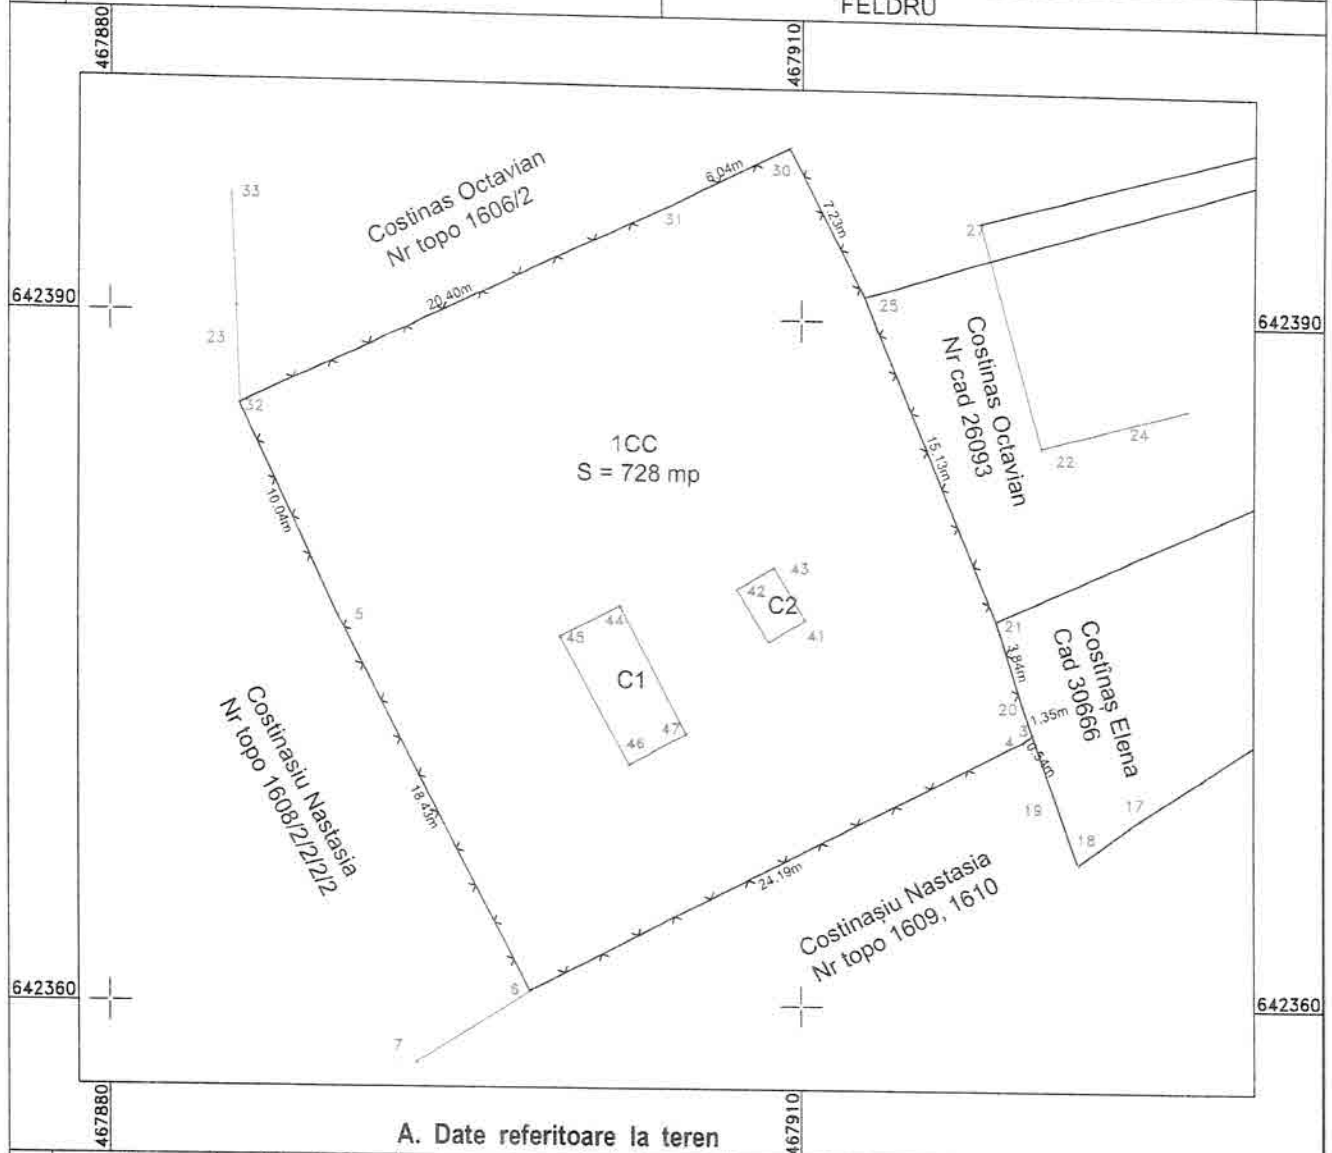 FELDRU
467880
467910
33
Costinas Octavian
Nr topo 1606/2
6.04m
30
31
7.23m
27
642390
23
20.40m
25
642390
32
Costinas Octavian
Nr cad 26093
1CC
S = 728 mp
15.13m
24
22
10.04m
5
43
42
C2
41
44
45
C1
21
3.84m
Costînaș Elena
Cad 30666
46
47
20
1.35m
3
4
0.54m
Costinasiu Nastasia
Nr topo 1608/2/2/2/2
18.43m
19
17
18
24.19m
Costinașiu Nastasia
Nr topo 1609, 1610
642360
6
642360
7
467880
467910
A. Date referitoare la teren